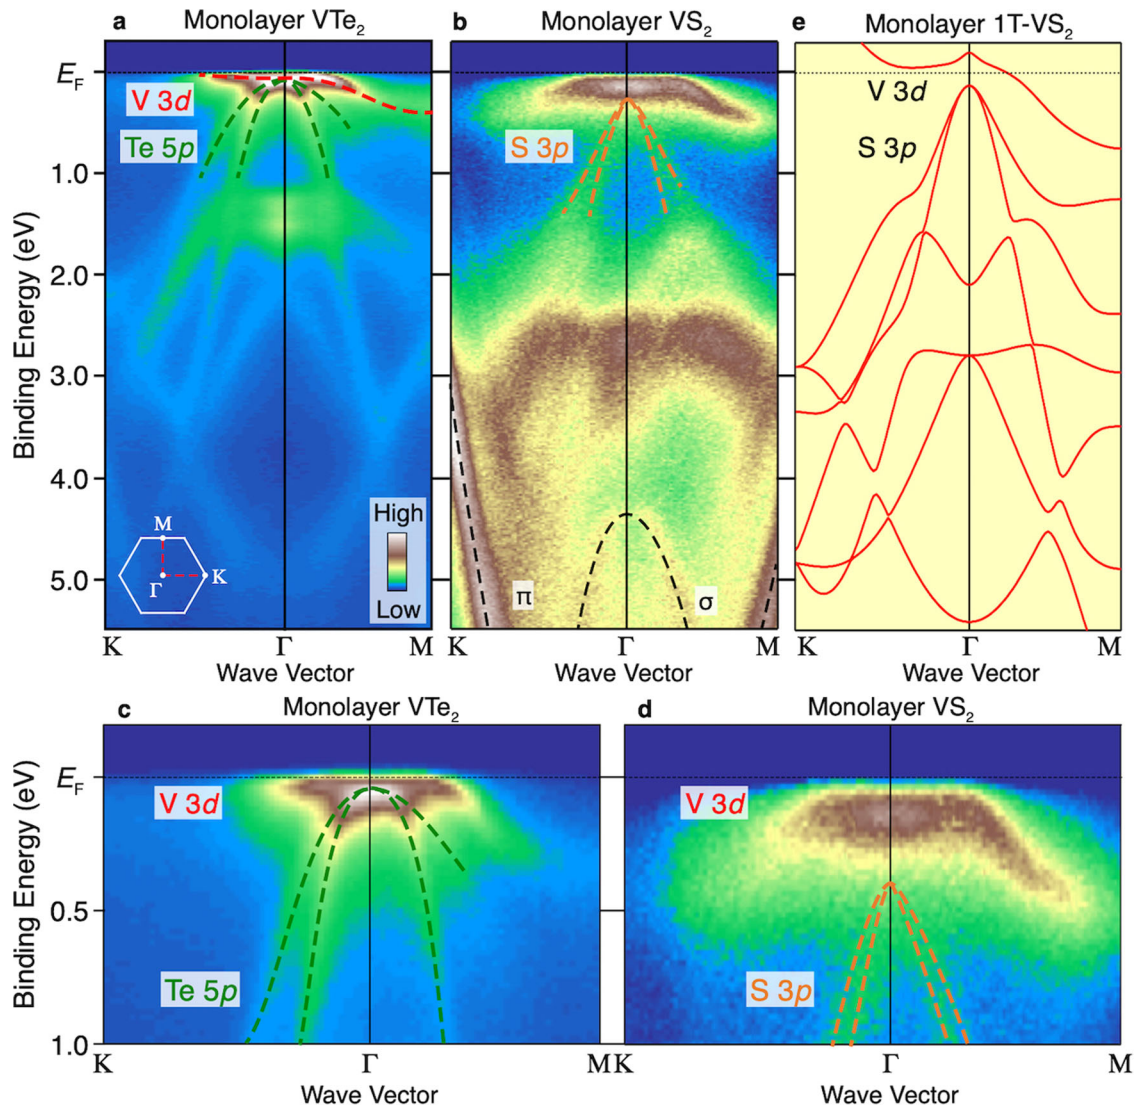 a Monolayer VTe₂
b Monolayer VS₂
e Monolayer 1T-VS₂
E_F
V 3d
Te 5p
S 3p
V 3d
S 3p
1.0
2.0
3.0
4.0
5.0
Binding Energy (eV)
M
Γ
K
High
Low
π
σ
K Γ M
K Γ M
K Γ M
Wave Vector
Wave Vector
Wave Vector
c Monolayer VTe₂
d Monolayer VS₂
E_F
V 3d
V 3d
0.5
Te 5p
S 3p
1.0
Binding Energy (eV)
K Γ M
K Γ M
Wave Vector
Wave Vector